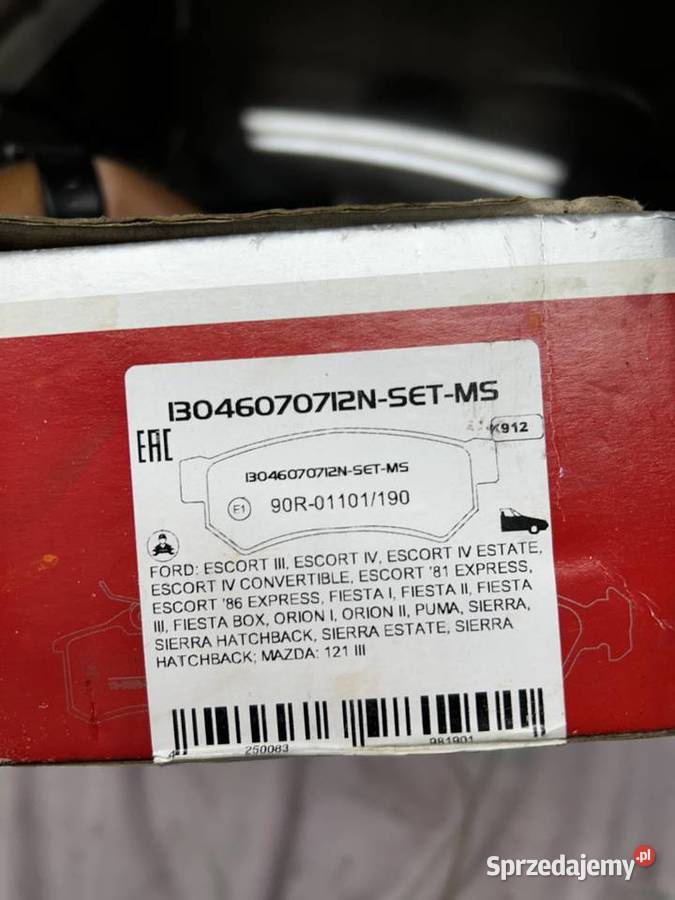 13046070712N-SET-MS
EAC
K912
13046070712N-SET-MS
E1 90R-01101/190
FORD: ESCORT III, ESCORT IV, ESCORT IV ESTATE,
ESCORT IV CONVERTIBLE, ESCORT '81 EXPRESS,
ESCORT '86 EXPRESS, FIESTA I, FIESTA II, FIESTA
III, FIESTA BOX, ORION I, ORION II, PUMA, SIERRA,
SIERRA HATCHBACK, SIERRA ESTATE, SIERRA
HATCHBACK; MAZDA: 121 III
4 250083 981901
Sprzedajemy.pl